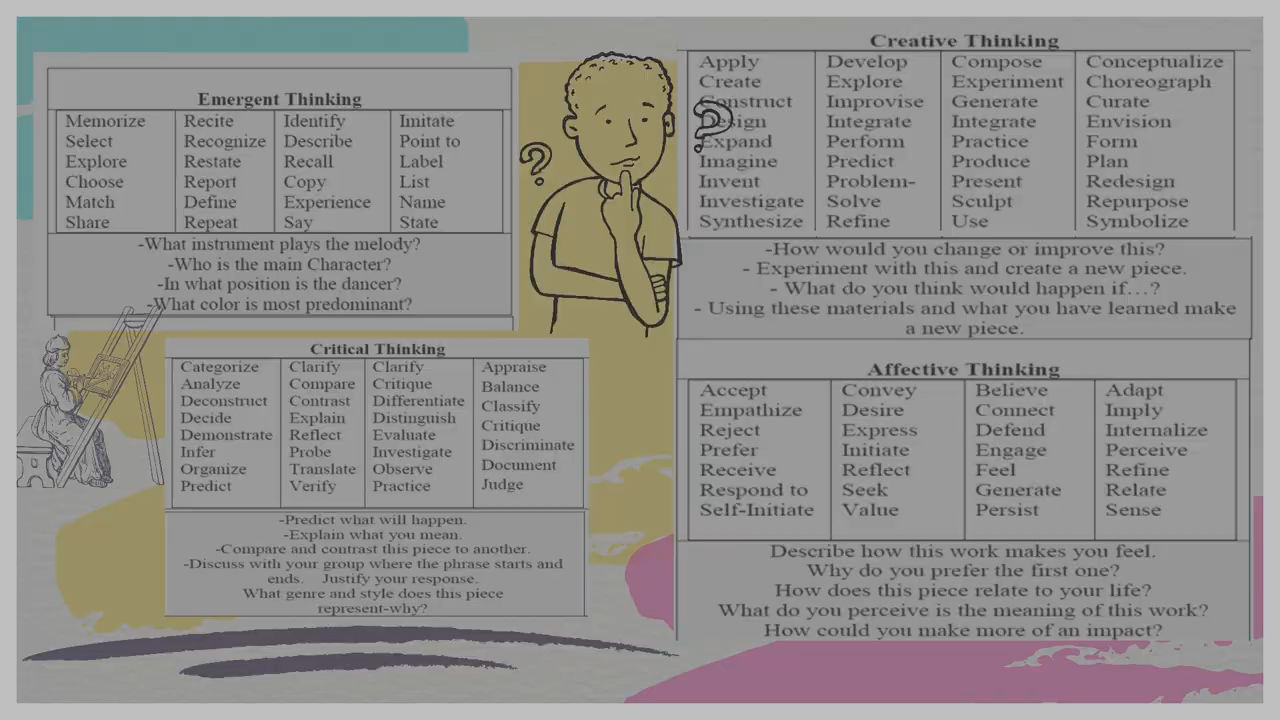 Emergent Thinking
Memorize Recite Identify Imitate
Select Recognize Describe Point to
Explore Restate Recall Label
Choose Report Copy List
Match Define Experience Name
Share Repeat Say State
-What instrument plays the melody?
-Who is the main Character?
-In what position is the dancer?
-What color is most predominant?
Critical Thinking
Categorize Clarify Clarify Appraise
Analyze Compare Critique Balance
Deconstruct Contrast Differentiate Classify
Decide Explain Distinguish Critique
Demonstrate Reflect Evaluate Discriminate
Infer Probe Investigate Document
Organize Translate Observe Judge
Predict Verify Practice
-Predict what will happen.
-Explain what you mean.
-Compare and contrast this piece to another.
-Discuss with your group where the phrase starts and
ends. Justify your response.
What genre and style does this piece
represent-why?
? ?
Creative Thinking
Apply Develop Compose Conceptualize
Create Explore Experiment Choreograph
Construct Improvise Generate Curate
Design Integrate Integrate Envision
Expand Perform Practice Form
Imagine Predict Produce Plan
Invent Problem- Present Redesign
Investigate Solve Sculpt Repurpose
Synthesize Refine Use Symbolize
-How would you change or improve this?
- Experiment with this and create a new piece.
- What do you think would happen if…?
- Using these materials and what you have learned make
a new piece.
Affective Thinking
Accept Convey Believe Adapt
Empathize Desire Connect Imply
Reject Express Defend Internalize
Prefer Initiate Engage Perceive
Receive Reflect Feel Refine
Respond to Seek Generate Relate
Self-Initiate Value Persist Sense
Describe how this work makes you feel.
Why do you prefer the first one?
How does this piece relate to your life?
What do you perceive is the meaning of this work?
How could you make more of an impact?